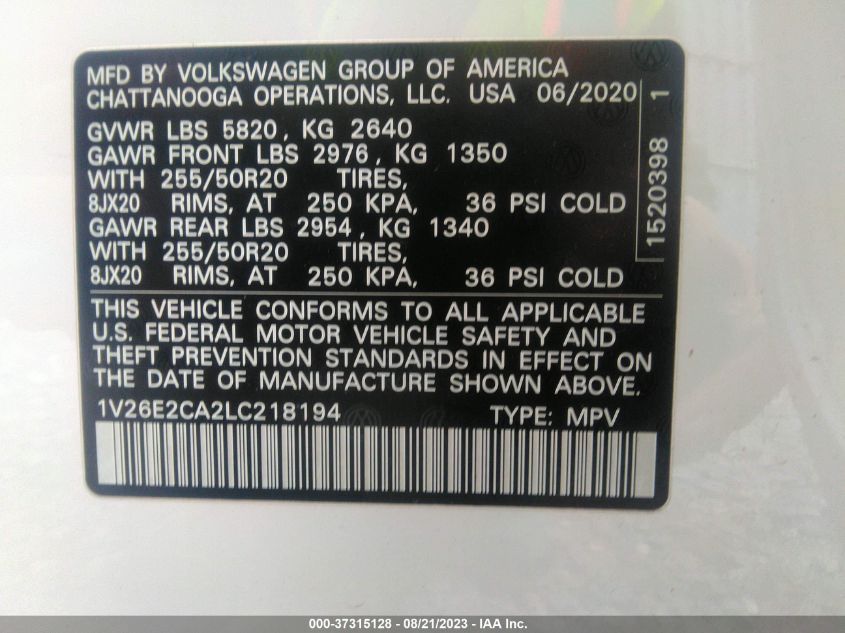 MFD BY VOLKSWAGEN GROUP OF AMERICA
CHATTANOOGA OPERATIONS, LLC. USA 06/2020
GVWR LBS 5820, KG 2640
GAWR FRONT LBS 2976, KG 1350
WITH 255/50R20 TIRES,
8JX20 RIMS, AT 250 KPA, 36 PSI COLD
GAWR REAR LBS 2954, KG 1340
WITH 255/50R20 TIRES,
8JX20 RIMS, AT 250 KPA, 36 PSI COLD
1520398 1
THIS VEHICLE CONFORMS TO ALL APPLICABLE
U.S. FEDERAL MOTOR VEHICLE SAFETY AND
THEFT PREVENTION STANDARDS IN EFFECT ON
THE DATE OF MANUFACTURE SHOWN ABOVE.
1V26E2CA2LC218194 TYPE: MPV
000-37315128 - 08/21/2023 - IAA Inc.